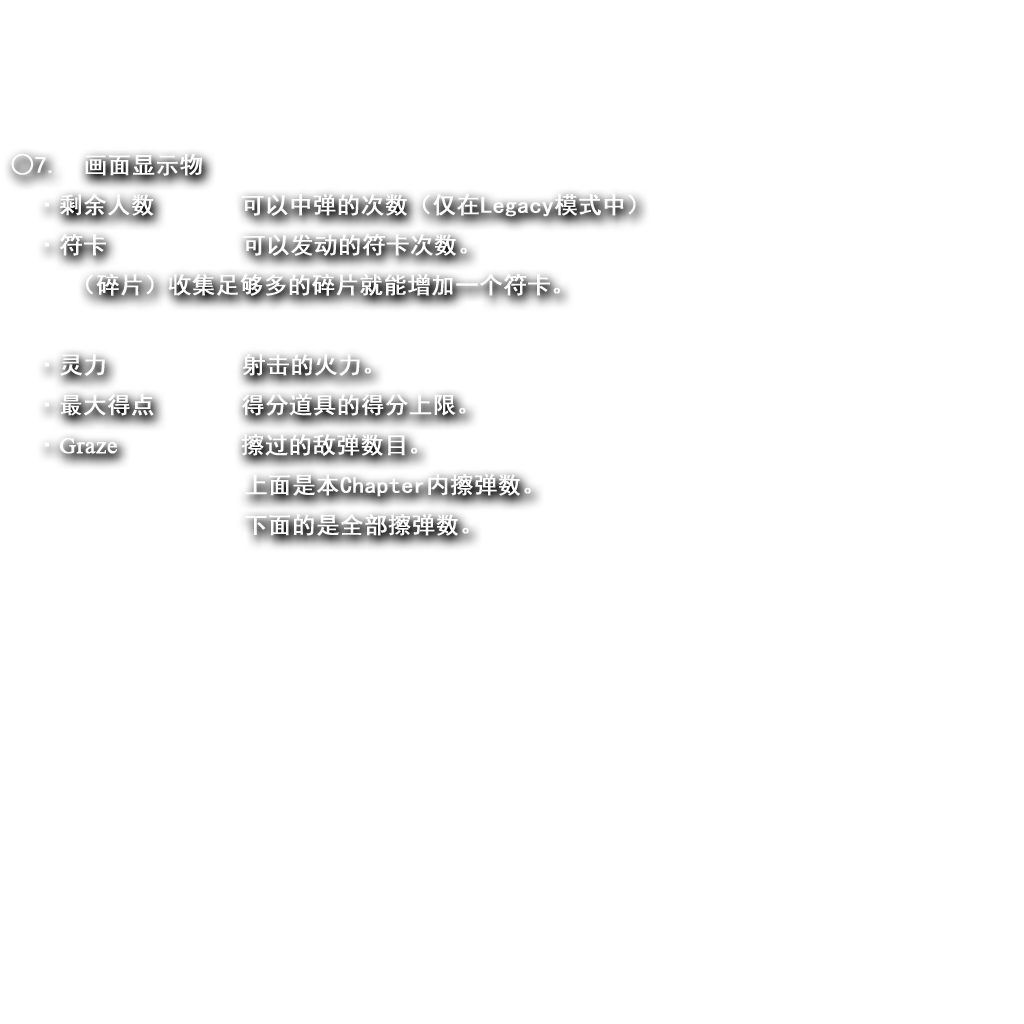 〇7.　画面显示物
・剩余人数　可以中弹的次数（仅在Legacy模式中）
・符卡　可以发动的符卡次数。
（碎片）收集足够多的碎片就能增加一个符卡。
・灵力　射击的火力。
・最大得点　得分道具的得分上限。
・Graze　擦过的敌弹数目。
上面是本Chapter内擦弹数。
下面的是全部擦弹数。